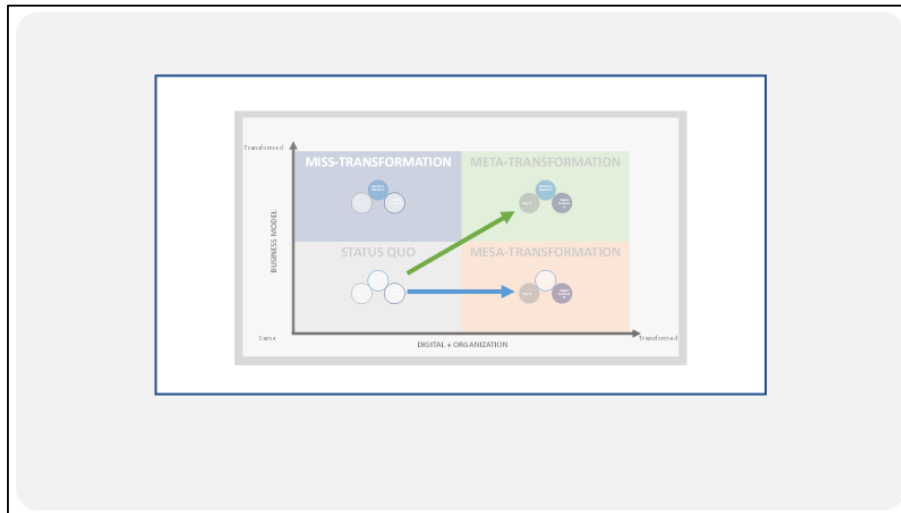 Transformed
MISS-TRANSFORMATION
META-TRANSFORMATION
BUSINESS MODEL
STATUS QUO
MESA-TRANSFORMATION
Same
DIGITAL + ORGANIZATION
Transformed